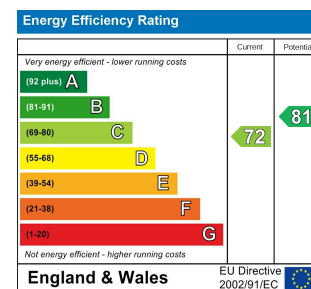 Energy Efficiency Rating
Current Potentia
Very energy efficient - lower running costs
(92 plus) A
(81-91) B
(69-80) C
(55-68) D
(39-54) E
(21-38) F
(1-20) G
72
81
Not energy efficient - higher running costs
England & Wales
EU Directive
2002/91/EC